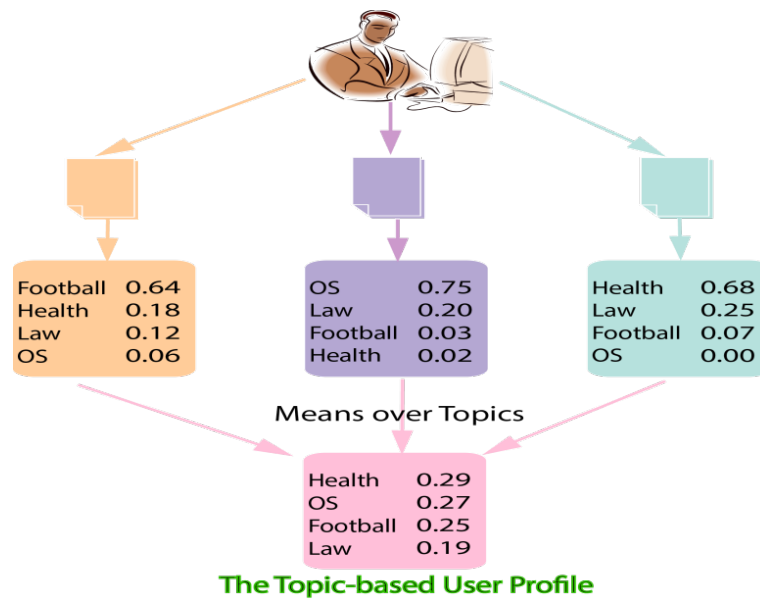 Football 0.64
Health 0.18
Law 0.12
OS 0.06
OS 0.75
Law 0.20
Football 0.03
Health 0.02
Health 0.68
Law 0.25
Football 0.07
OS 0.00
Means over Topics
Health 0.29
OS 0.27
Football 0.25
Law 0.19
The Topic-based User Profile